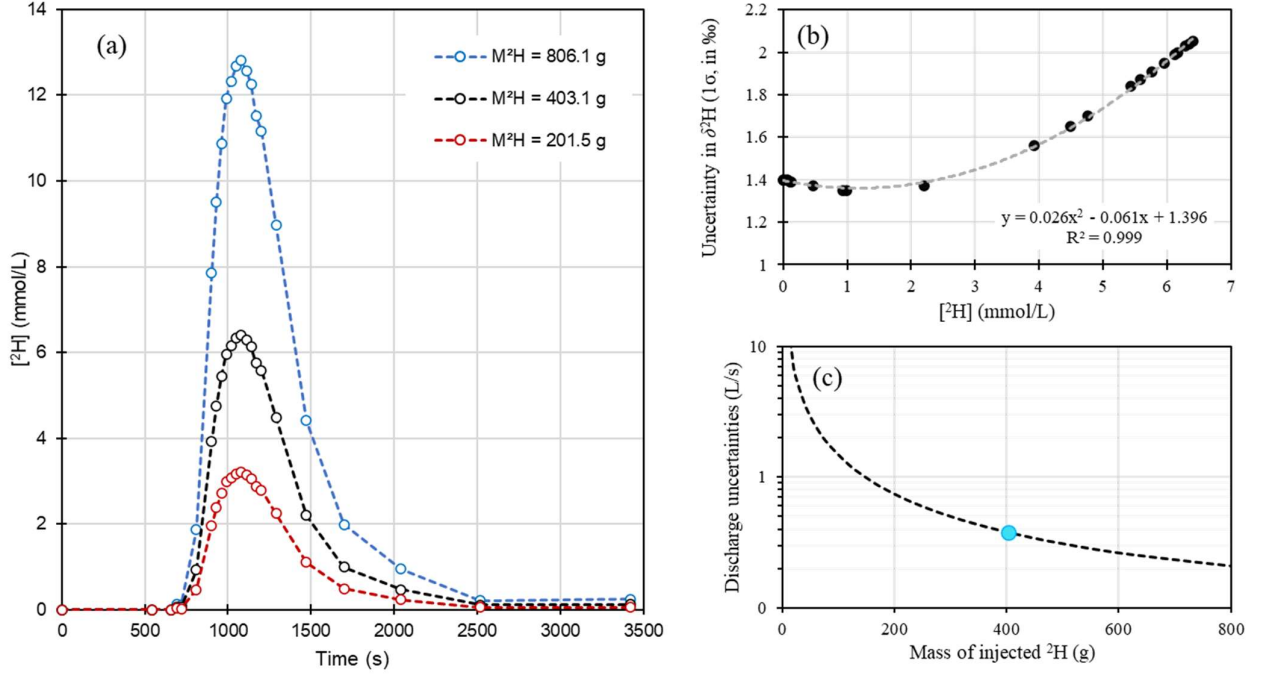 (a)
M²H = 806.1 g
M²H = 403.1 g
M²H = 201.5 g
14
12
10
8
6
4
2
0
[²H] (mmol/L)
0 500 1000 1500 2000 2500 3000 3500
Time (s)
(b)
2.2
2
1.8
1.6
1.4
1.2
1
Uncertainty in δ²H (1σ, in ‰)
y = 0.026x² - 0.061x + 1.396
R² = 0.999
0 1 2 3 4 5 6 7
[²H] (mmol/L)
(c)
10
1
0
Discharge uncertainties (L/s)
0 200 400 600 800
Mass of injected ²H (g)